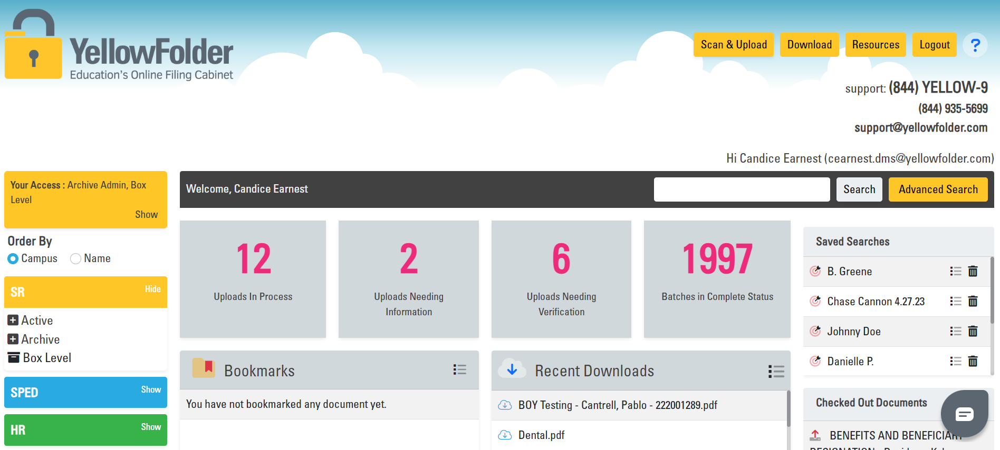 YellowFolder
Education's Online Filing Cabinet
Scan & Upload
Download
Resources
Logout
?
support: (844) YELLOW-9
(844) 935-5699
support@yellowfolder.com
Hi Candice Earnest (cearnest.dms@yellowfolder.com)
Your Access : Archive Admin, Box
Level
Show
Order By
Campus
Name
SR
Hide
Active
Archive
Box Level
SPED
Show
HR
Show
Welcome, Candice Earnest
Search
Advanced Search
12
Uploads In Process
2
Uploads Needing
Information
6
Uploads Needing
Verification
1997
Batches in Complete Status
Bookmarks
You have not bookmarked any document yet.
Recent Downloads
BOY Testing - Cantrell, Pablo - 222001289.pdf
Dental.pdf
Saved Searches
B. Greene
Chase Cannon 4.27.23
Johnny Doe
Danielle P.
Checked Out Documents
BENEFITS AND BENEFICIARY